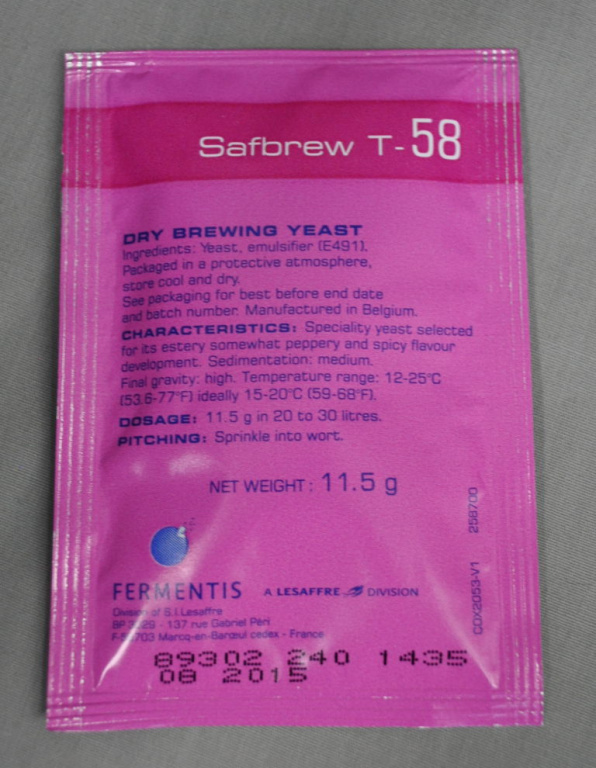 Safbrew T-58
DRY BREWING YEAST
Ingredients: Yeast, emulsifier (E491).
Packaged in a protective atmosphere,
store cool and dry.
See packaging for best before end date
and batch number. Manufactured in Belgium.
CHARACTERISTICS: Speciality yeast selected
for its estery somewhat peppery and spicy flavour
development. Sedimentation: medium.
Final gravity: high. Temperature range: 12-25°C
(53.6-77°F) ideally 15-20°C (59-68°F).
DOSAGE: 11.5 g in 20 to 30 litres.
PITCHING: Sprinkle into wort.
NET WEIGHT: 11.5 g
258700
CDX2053-V1
FERMENTIS A LESAFFRE DIVISION
Division of S.I.Lesaffre
BP - 137 rue Gabriel Péri
Marcq-en-Barœul cedex - France
89302 240 1435
08 2015